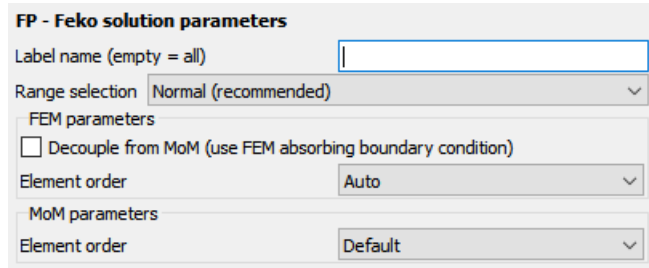 FP - Feko solution parameters
Label name (empty = all)
Range selection Normal (recommended)
FEM parameters
Decouple from MoM (use FEM absorbing boundary condition)
Element order Auto
MoM parameters
Element order Default